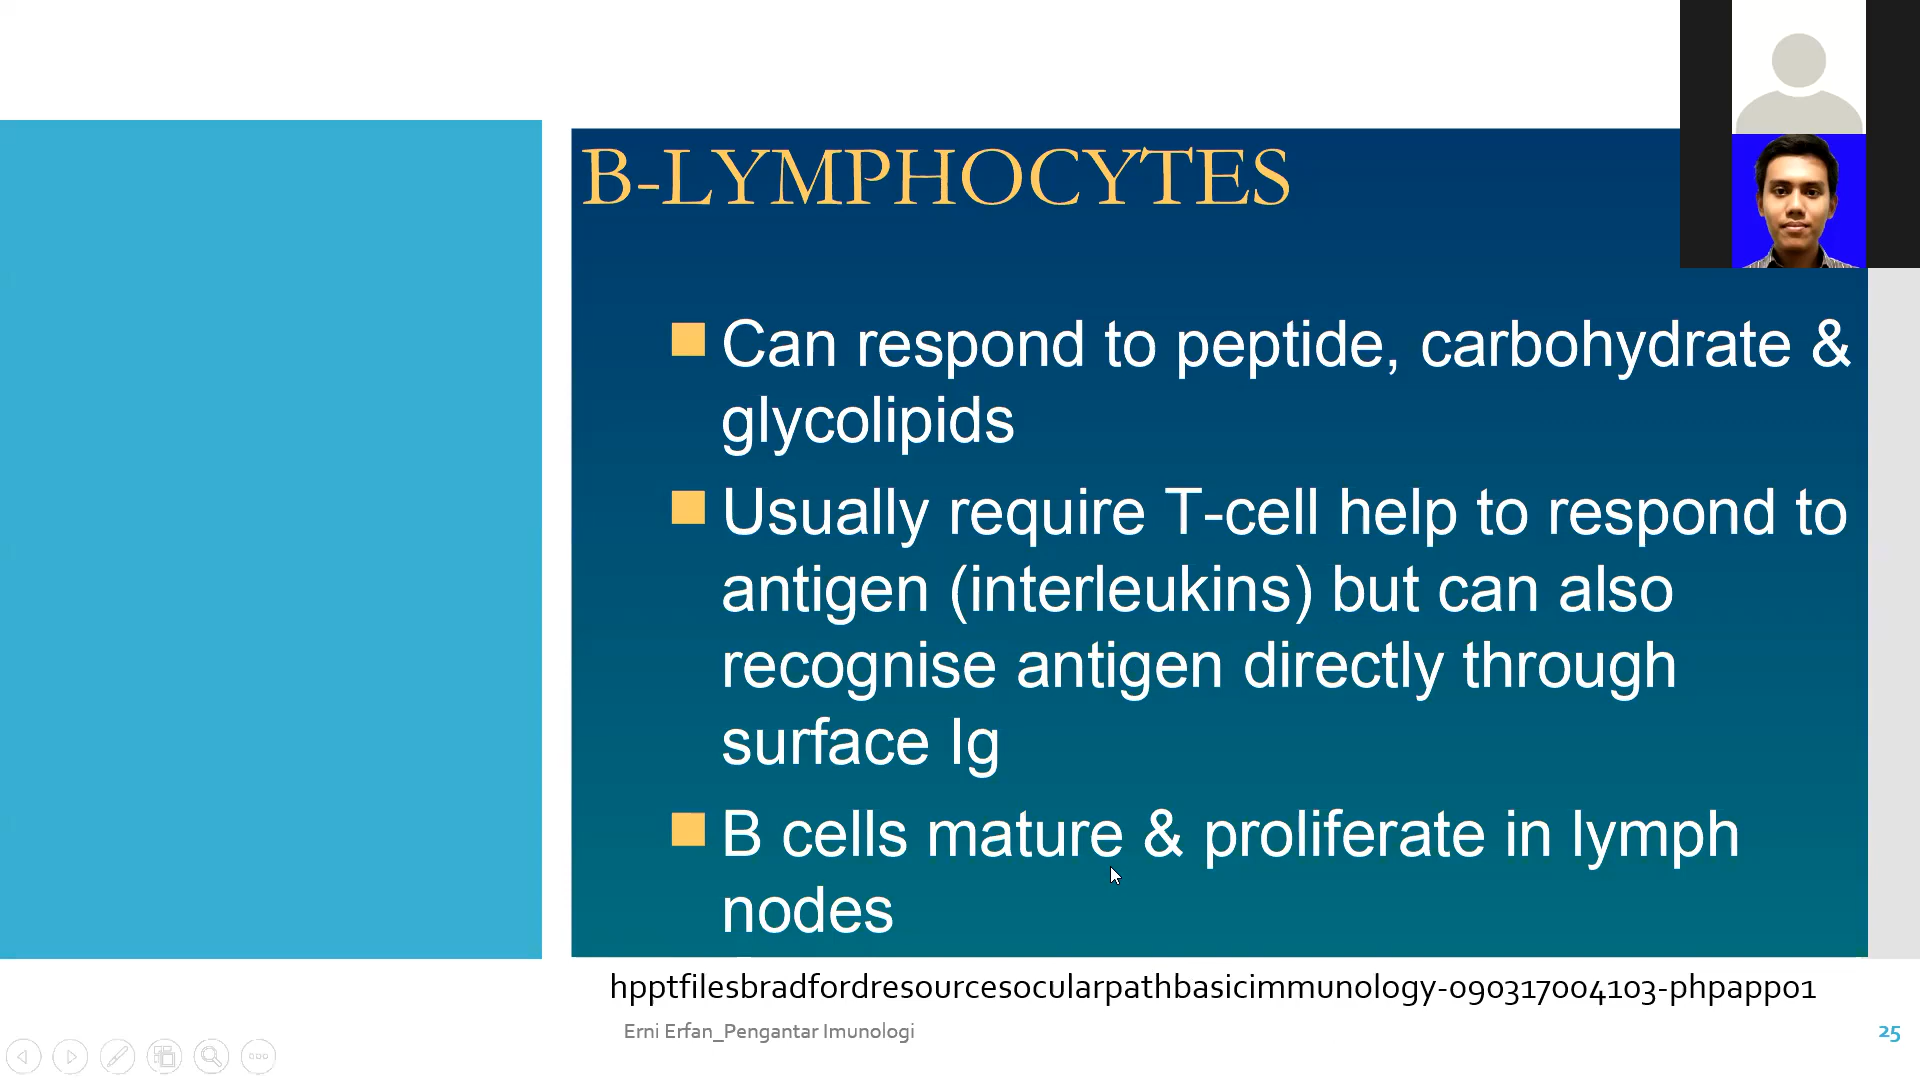 B-LYMPHOCYTES
Can respond to peptide, carbohydrate &
glycolipids
Usually require T-cell help to respond to
antigen (interleukins) but can also
recognise antigen directly through
surface Ig
B cells mature & proliferate in lymph
nodes
hpptfilesbradfordresourcesocularpathbasicimmunology-090317004103-phpapp01
Erni Erfan_Pengantar Imunologi
25